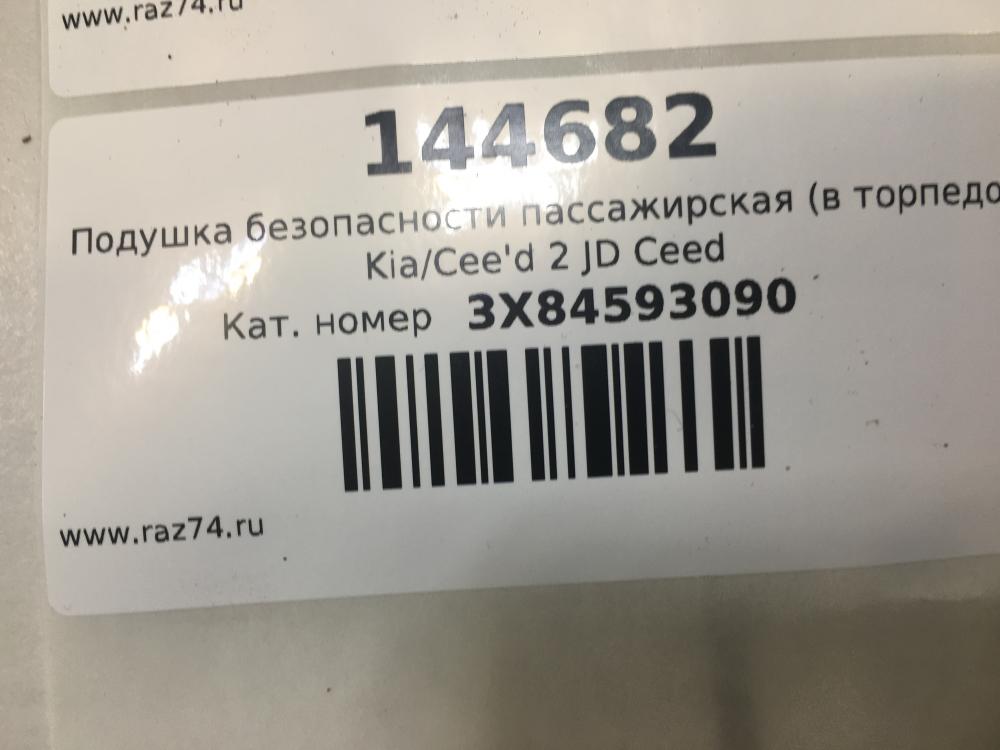 www.raz74.ru
144682
Подушка безопасности пассажирская (в торпедо
Kia/Cee'd 2 JD Ceed
Кат. номер 3X84593090
www.raz74.ru